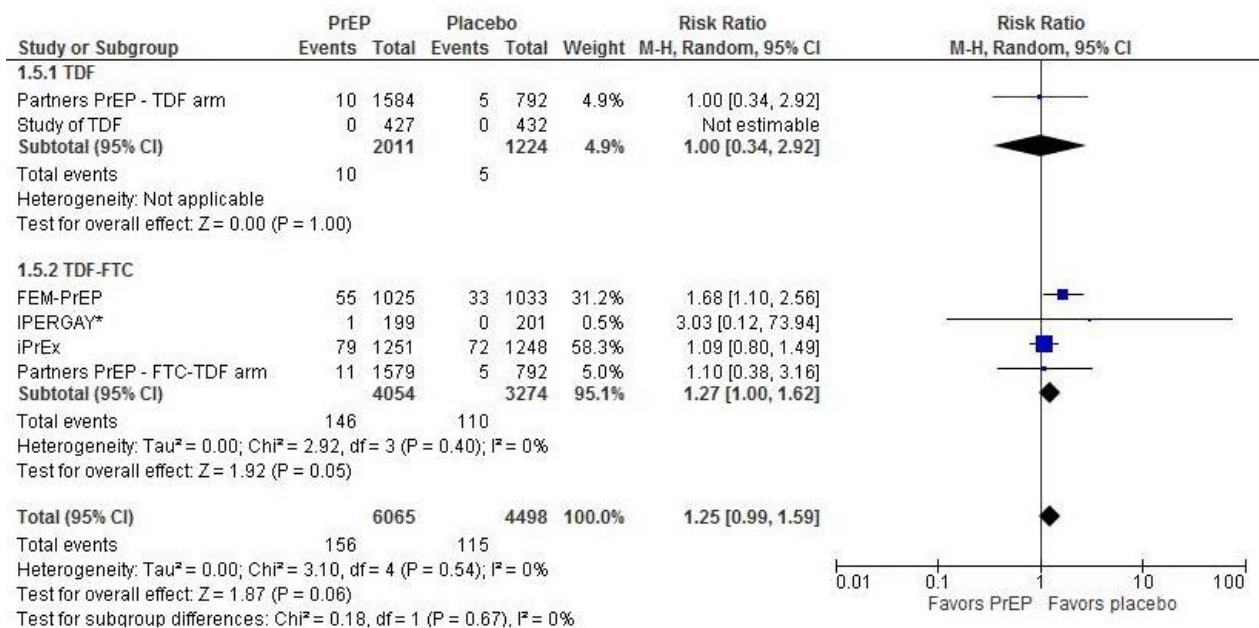 PrEP Placebo Risk Ratio Risk Ratio
Study or Subgroup Events Total Events Total Weight M-H, Random, 95% CI M-H, Random, 95% CI
1.5.1 TDF
Partners PrEP - TDF arm 10 1584 5 792 4.9% 1.00 [0.34, 2.92]
Study of TDF 0 427 0 432 Not estimable
Subtotal (95% CI) 2011 1224 4.9% 1.00 [0.34, 2.92]
Total events 10 5
Heterogeneity: Not applicable
Test for overall effect: Z = 0.00 (P = 1.00)
1.5.2 TDF-FTC
FEM-PrEP 55 1025 33 1033 31.2% 1.68 [1.10, 2.56]
IPERGAY* 1 199 0 201 0.5% 3.03 [0.12, 73.94]
iPrEx 79 1251 72 1248 58.3% 1.09 [0.80, 1.49]
Partners PrEP - FTC-TDF arm 11 1579 5 792 5.0% 1.10 [0.38, 3.16]
Subtotal (95% CI) 4054 3274 95.1% 1.27 [1.00, 1.62]
Total events 146 110
Heterogeneity: Tau² = 0.00; Chi² = 2.92, df = 3 (P = 0.40); I² = 0%
Test for overall effect: Z = 1.92 (P = 0.05)
Total (95% CI) 6065 4498 100.0% 1.25 [0.99, 1.59]
Total events 156 115
Heterogeneity: Tau² = 0.00; Chi² = 3.10, df = 4 (P = 0.54); I² = 0%
Test for overall effect: Z = 1.87 (P = 0.06)
Test for subgroup differences: Chi² = 0.18, df = 1 (P = 0.67), I² = 0%
0.01 0.1 1 10 100
Favors PrEP Favors placebo